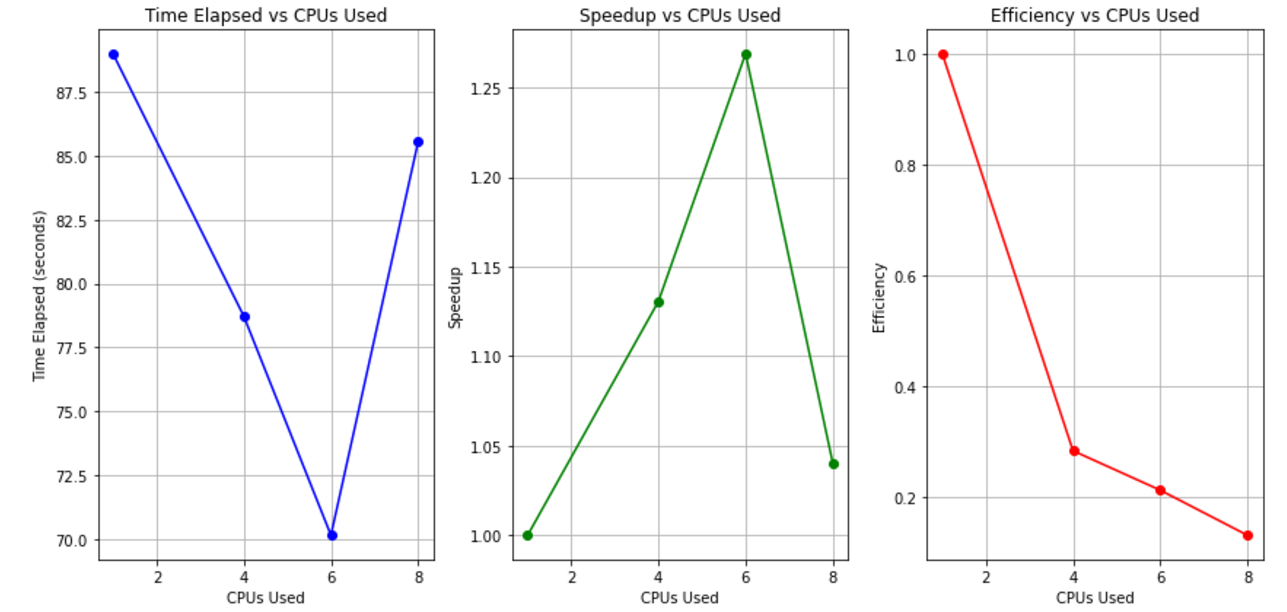 Time Elapsed vs CPUs Used
87.5
85.0
82.5
80.0
77.5
75.0
72.5
70.0
Time Elapsed (seconds)
2 4 6 8
CPUs Used
Speedup vs CPUs Used
1.25
1.20
1.15
1.10
1.05
1.00
Speedup
2 4 6 8
CPUs Used
Efficiency vs CPUs Used
1.0
0.8
0.6
0.4
0.2
Efficiency
2 4 6 8
CPUs Used